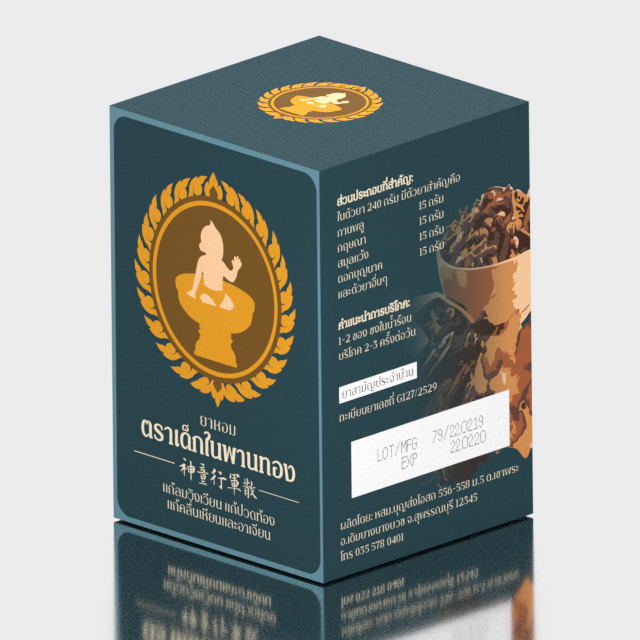 ยาหอม
ตราเด็กในพานทอง
神童行軍散
แก้ลมวิงเวียน แก้ปวดท้อง
แก้คลื่นเหียนและอาเจียน
ส่วนประกอบที่สำคัญ:
ในตัวยา 240 กรัม มีตัวยาสำคัญคือ
กานพลู 15 กรัม
กฤษณา 15 กรัม
สมุลแว้ง 15 กรัม
ดอกบุญนาค 15 กรัม
และตัวยาอื่นๆ
คำแนะนำการบริโภค:
1-2 ซอง ชงในน้ำร้อน
บริโภค 2-3 ครั้งต่อวัน
ยาสามัญประจำบ้าน
ทะเบียนยาเลขที่ G127/2529
LOT/MFG 79/220219
EXP 220220
ผลิตโดย: หสม.บุญส่งโอสถ 556-558 ม.5 ต.เขาพระ
อ.เดิมบางนางบวช จ.สุพรรณบุรี 12345
โทร 035 578 0401